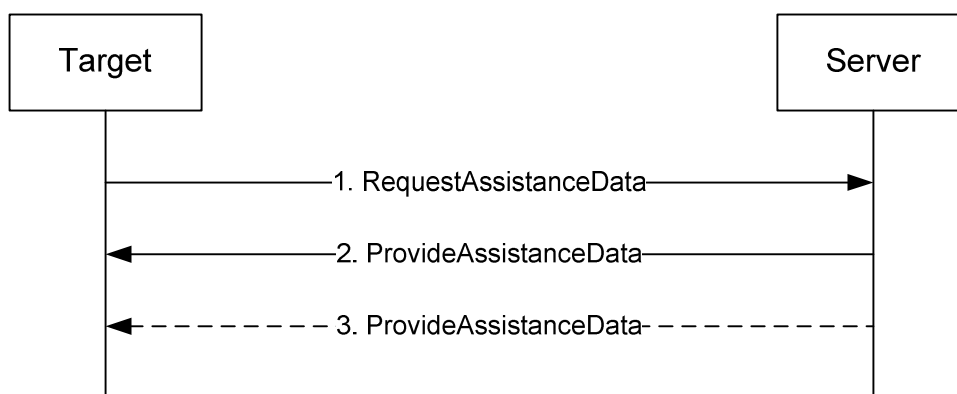 Target
Server
1. RequestAssistanceData
2. ProvideAssistanceData
3. ProvideAssistanceData